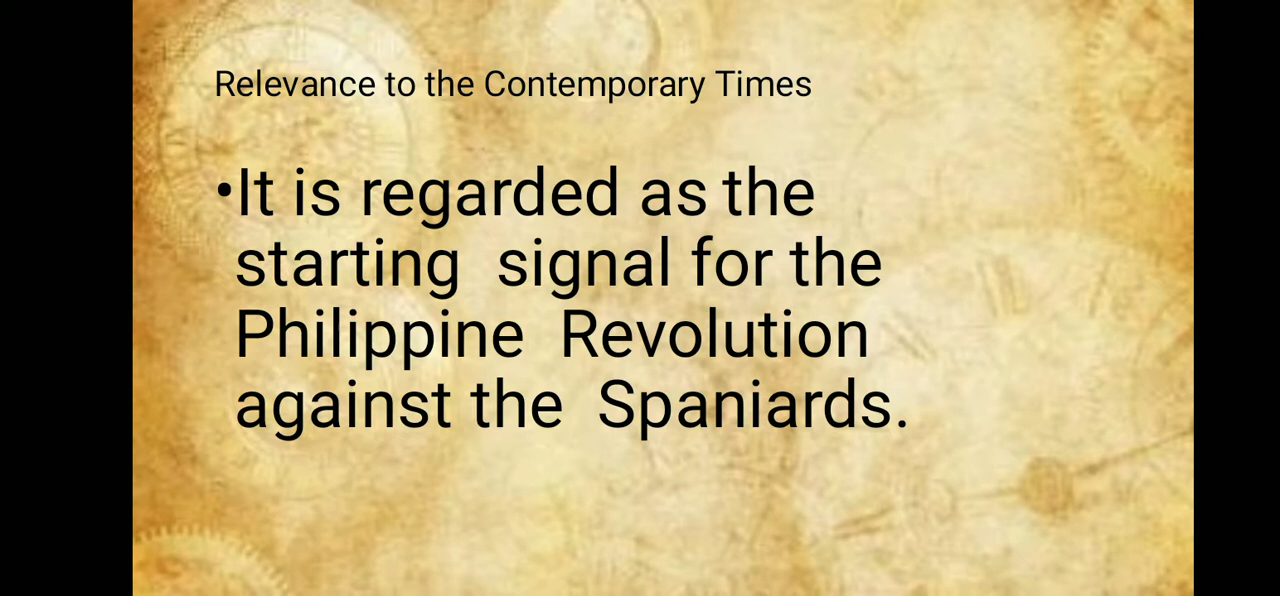 Relevance to the Contemporary Times
•It is regarded as the
starting signal for the
Philippine Revolution
against the Spaniards.